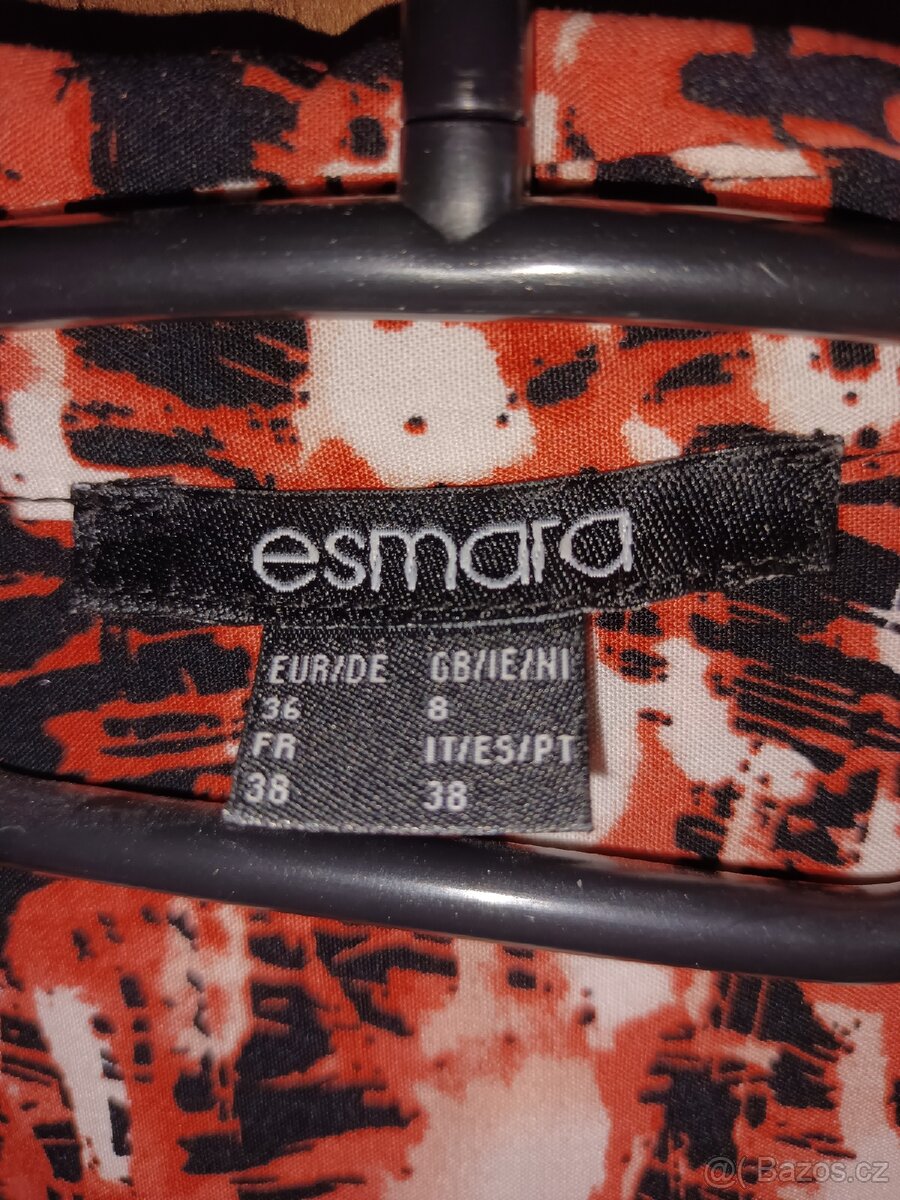 esmara
EUR/DE GB/IE/NI
36 8
FR IT/ES/PT
38 38
@( Bazos.cz